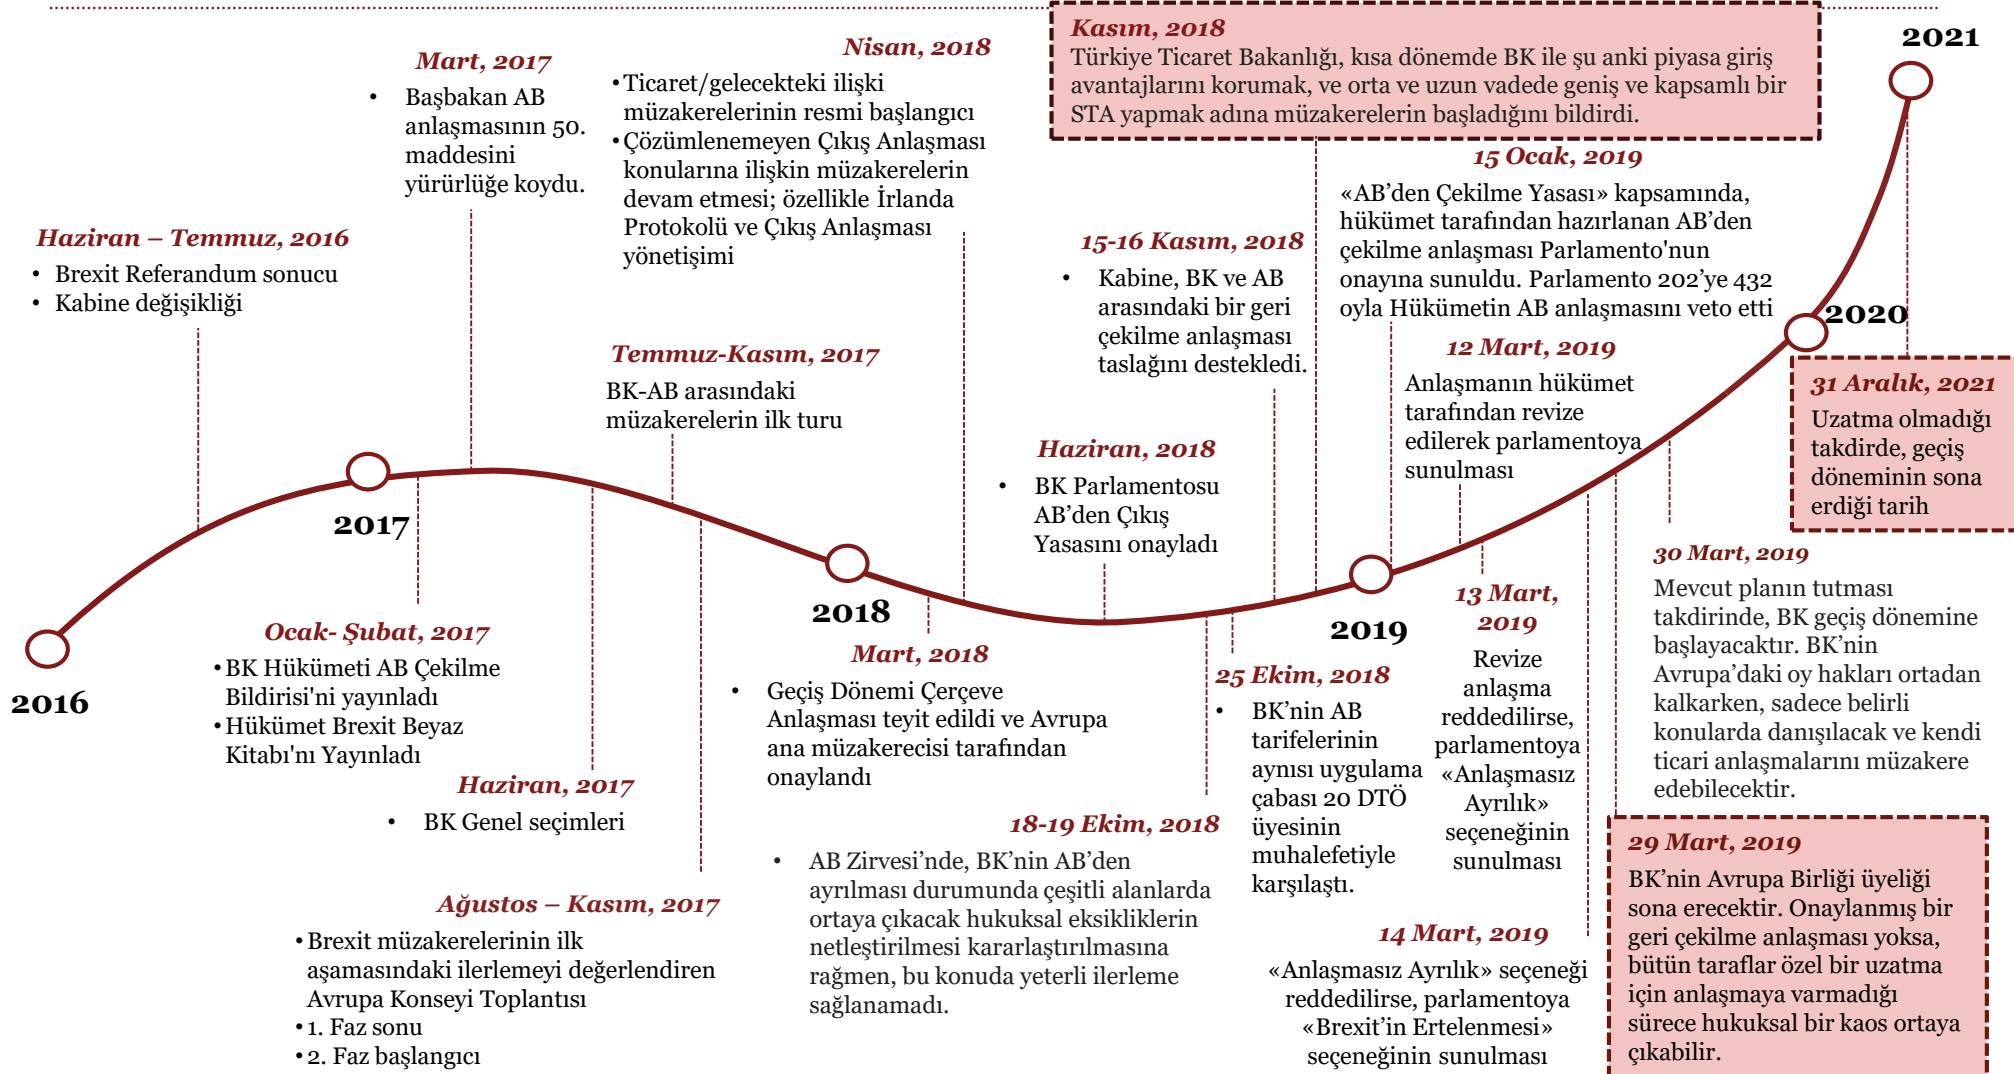 Haziran – Temmuz, 2016
• Brexit Referandum sonucu
• Kabine değişikliği
Mart, 2017
• Başbakan AB
anlaşmasının 50.
maddesini
yürürlüğe koydu.
Nisan, 2018
• Ticaret/gelecekteki ilişki
müzakerelerinin resmi başlangıcı
• Çözümlenemeyen Çıkış Anlaşması
konularına ilişkin müzakerelerin
devam etmesi; özellikle İrlanda
Protokolü ve Çıkış Anlaşması
yönetişimi
Temmuz-Kasım, 2017
BK-AB arasındaki
müzakerelerin ilk turu
Kasım, 2018
Türkiye Ticaret Bakanlığı, kısa dönemde BK ile şu anki piyasa giriş
avantajlarını korumak, ve orta ve uzun vadede geniş ve kapsamlı bir
STA yapmak adına müzakerelerin başladığını bildirdi.
15-16 Kasım, 2018
• Kabine, BK ve AB
arasındaki bir geri
çekilme anlaşması
taslağını destekledi.
Haziran, 2018
• BK Parlamentosu
AB’den Çıkış
Yasasını onayladı
15 Ocak, 2019
«AB’den Çekilme Yasası» kapsamında,
hükümet tarafından hazırlanan AB’den
çekilme anlaşması Parlamento'nun
onayına sunuldu. Parlamento 202’ye 432
oyla Hükümetin AB anlaşmasını veto etti
12 Mart, 2019
Anlaşmanın hükümet
tarafından revize
edilerek parlamentoya
sunulması
2021
2020
31 Aralık, 2021
Uzatma olmadığı
takdirde, geçiş
döneminin sona
erdiği tarih
2016
2017
2018
2019
Ocak- Şubat, 2017
• BK Hükümeti AB Çekilme
Bildirisi'ni yayınladı
• Hükümet Brexit Beyaz
Kitabı'nı Yayınladı
Haziran, 2017
• BK Genel seçimleri
Ağustos – Kasım, 2017
• Brexit müzakerelerinin ilk
aşamasındaki ilerlemeyi değerlendiren
Avrupa Konseyi Toplantısı
• 1. Faz sonu
• 2. Faz başlangıcı
Mart, 2018
• Geçiş Dönemi Çerçeve
Anlaşması teyit edildi ve Avrupa
ana müzakerecisi tarafından
onaylandı
18-19 Ekim, 2018
• AB Zirvesi’nde, BK’nin AB’den
ayrılması durumunda çeşitli alanlarda
ortaya çıkacak hukuksal eksikliklerin
netleştirilmesi kararlaştırılmasına
rağmen, bu konuda yeterli ilerleme
sağlanamadı.
25 Ekim, 2018
• BK’nin AB
tarifelerinin
aynısı uygulama
çabası 20 DTÖ
üyesinin
muhalefetiyle
karşılaştı.
13 Mart,
2019
Revize
anlaşma
reddedilirse,
parlamentoya
«Anlaşmasız
Ayrılık»
seçeneğinin
sunulması
14 Mart, 2019
«Anlaşmasız Ayrılık» seçeneği
reddedilirse, parlamentoya
«Brexit’in Ertelenmesi»
seçeneğinin sunulması
30 Mart, 2019
Mevcut planın tutması
takdirinde, BK geçiş dönemine
başlayacaktır. BK’nin
Avrupa’daki oy hakları ortadan
kalkarken, sadece belirli
konularda danışılacak ve kendi
ticari anlaşmalarını müzakere
edebilecektir.
29 Mart, 2019
BK’nin Avrupa Birliği üyeliği
sona erecektir. Onaylanmış bir
geri çekilme anlaşması yoksa,
bütün taraflar özel bir uzatma
için anlaşmaya varmadığı
sürece hukuksal bir kaos ortaya
çıkabilir.